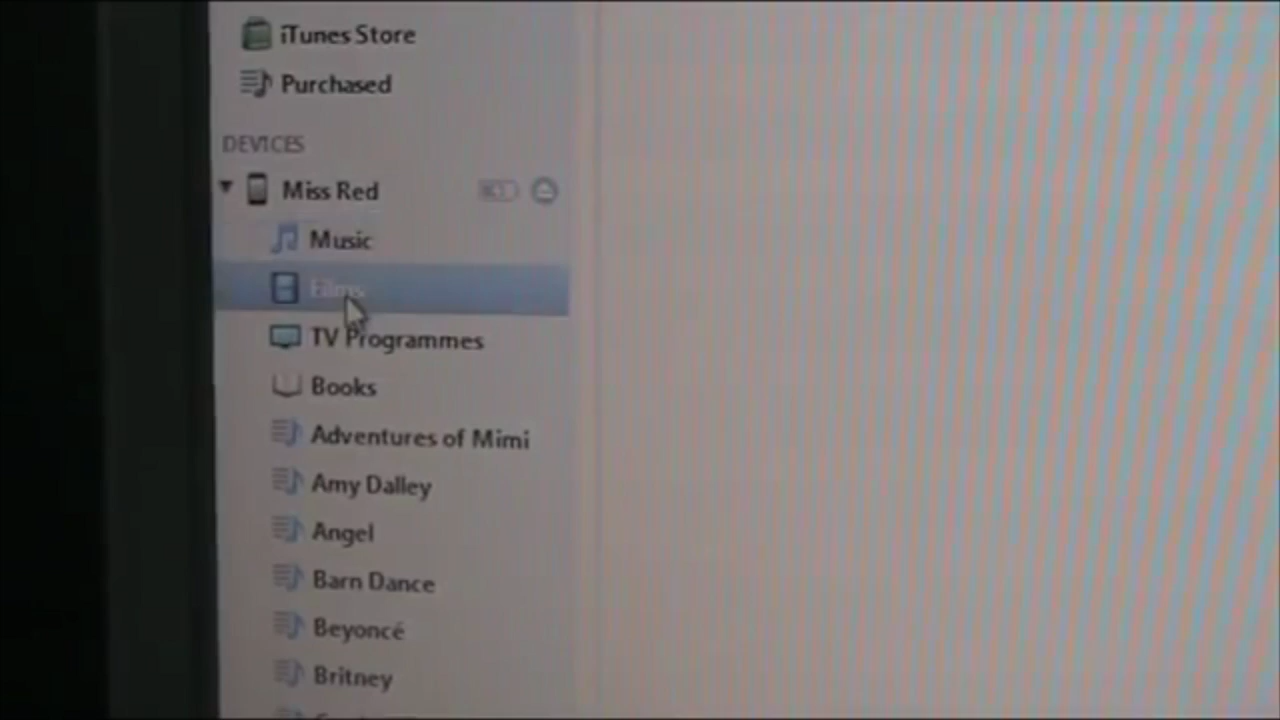 iTunes Store
Purchased
DEVICES
Miss Red
Music
Films
TV Programmes
Books
Adventures of Mimi
Amy Dalley
Angel
Barn Dance
Beyoncé
Britney